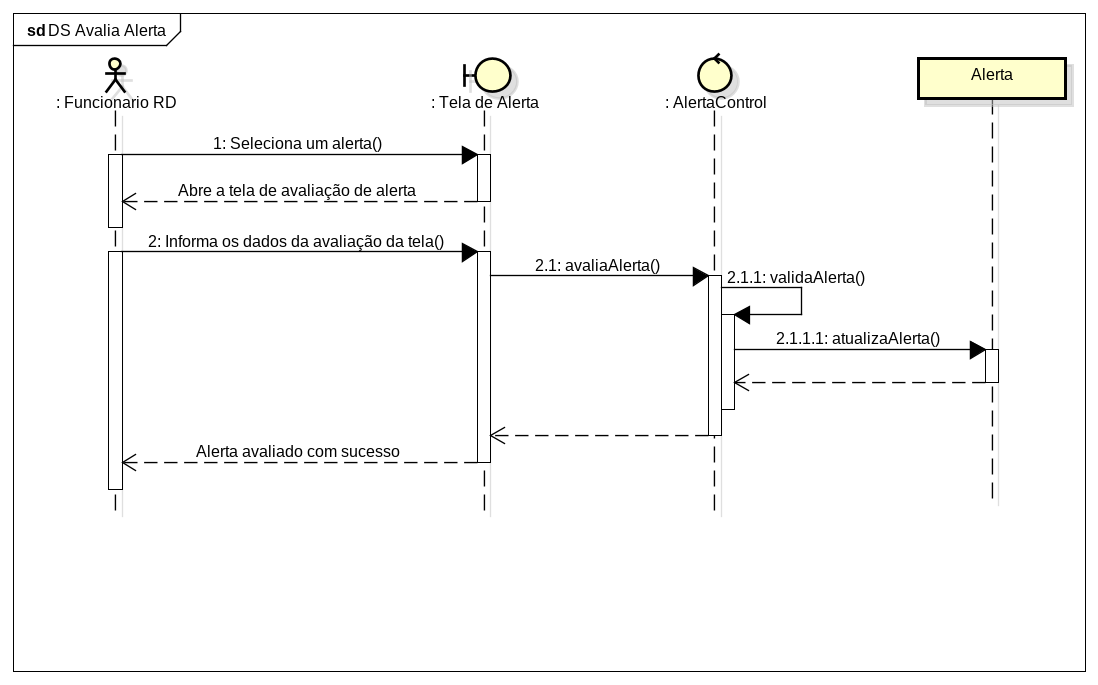 sd DS Avalia Alerta
: Funcionario RD
: Tela de Alerta
: AlertaControl
Alerta
1: Seleciona um alerta()
Abre a tela de avaliação de alerta
2: Informa os dados da avaliação da tela()
2.1: avaliaAlerta()
2.1.1: validaAlerta()
2.1.1.1: atualizaAlerta()
Alerta avaliado com sucesso